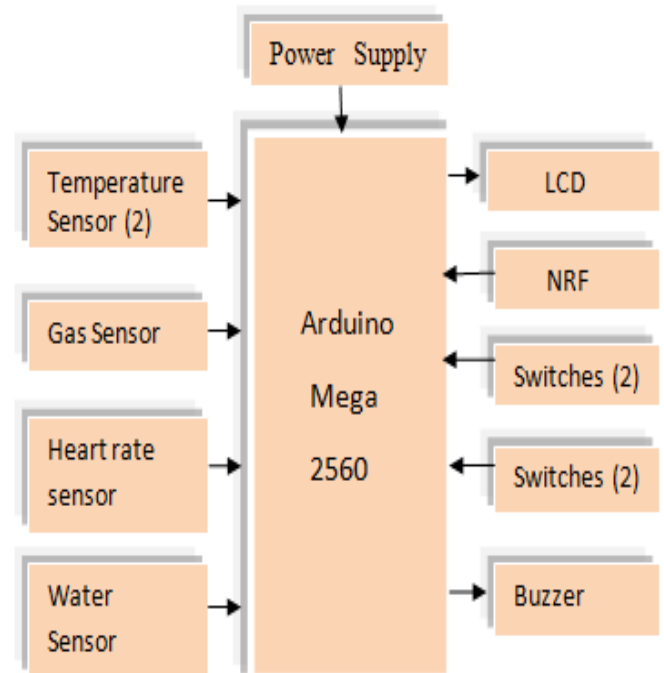 Power Supply
Temperature
Sensor (2)
Gas Sensor
Heart rate
sensor
Water
Sensor
Arduino
Mega
2560
LCD
NRF
Switches (2)
Switches (2)
Buzzer